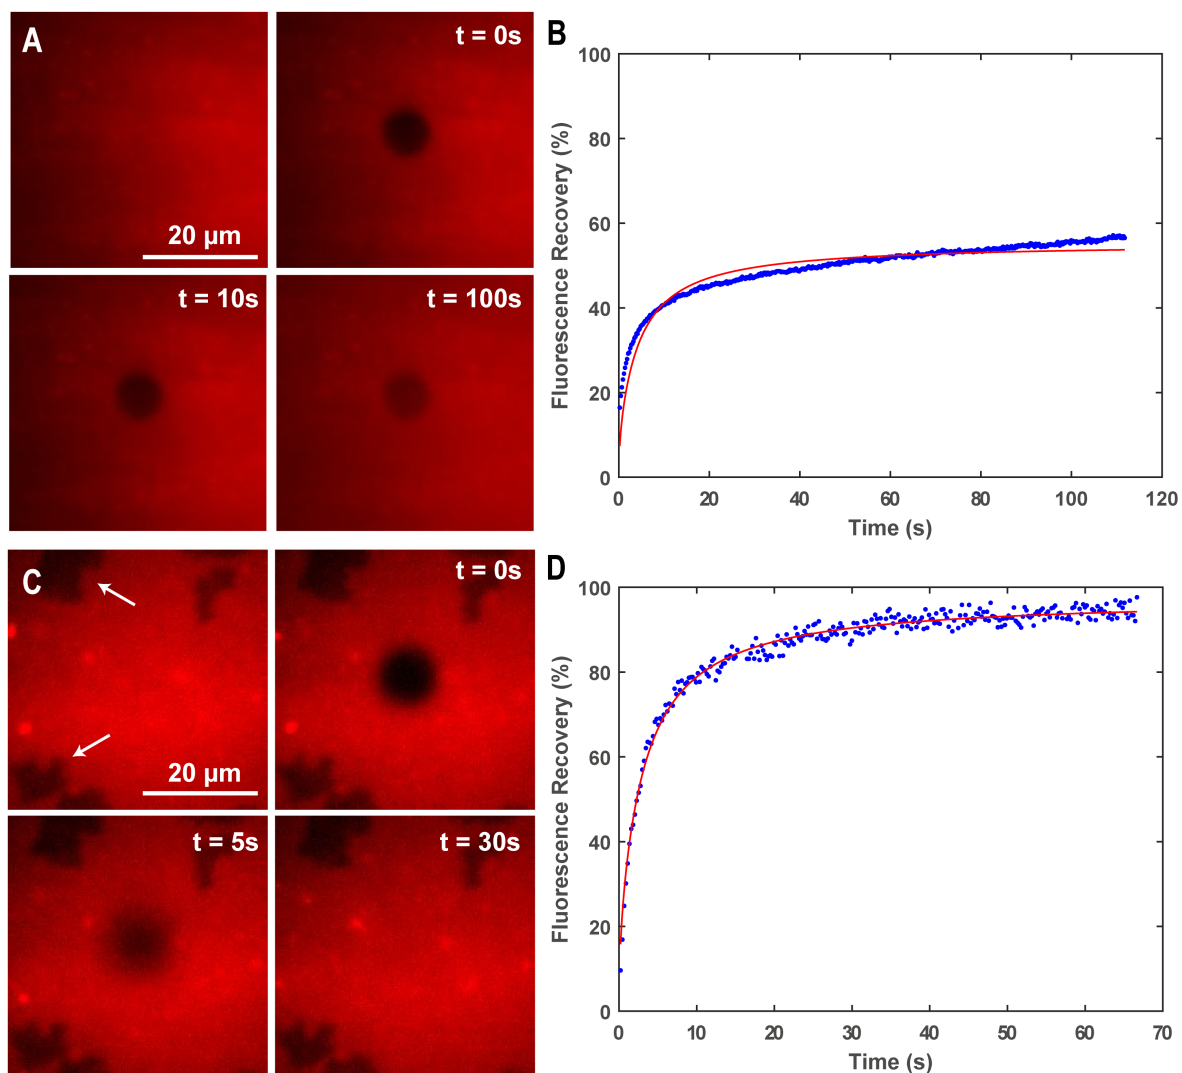 A
t = 0s
20 µm
t = 10s
t = 100s
B
100
80
60
40
20
0
Fluorescence Recovery (%)
0 20 40 60 80 100 120
Time (s)
C
t = 0s
20 µm
t = 5s
t = 30s
D
100
80
60
40
20
0
Fluorescence Recovery (%)
0 10 20 30 40 50 60 70
Time (s)